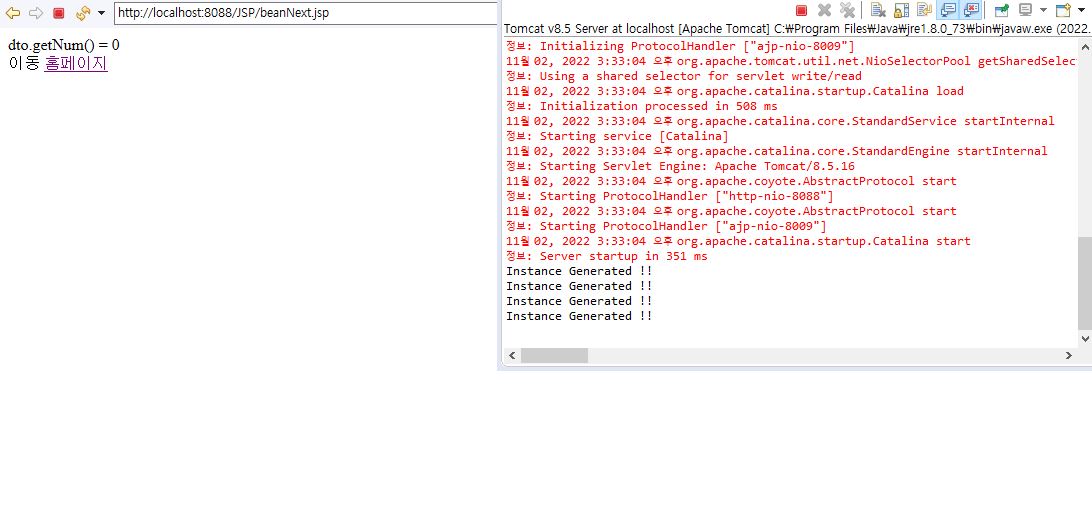 http://localhost:8088/JSP/beanNext.jsp
dto.getNum() = 0
이동 홈페이지
Tomcat v8.5 Server at localhost [Apache Tomcat] C:₩Program Files₩Java₩jre1.8.0_73₩bin₩javaw.exe (2022.
정보: Initializing ProtocolHandler ["ajp-nio-8009"]
11월 02, 2022 3:33:04 오후 org.apache.tomcat.util.net.NioSelectorPool getSharedSelec
정보: Using a shared selector for servlet write/read
11월 02, 2022 3:33:04 오후 org.apache.catalina.startup.Catalina load
정보: Initialization processed in 508 ms
11월 02, 2022 3:33:04 오후 org.apache.catalina.core.StandardService startInternal
정보: Starting service [Catalina]
11월 02, 2022 3:33:04 오후 org.apache.catalina.core.StandardEngine startInternal
정보: Starting Servlet Engine: Apache Tomcat/8.5.16
11월 02, 2022 3:33:04 오후 org.apache.coyote.AbstractProtocol start
정보: Starting ProtocolHandler ["http-nio-8088"]
11월 02, 2022 3:33:04 오후 org.apache.coyote.AbstractProtocol start
정보: Starting ProtocolHandler ["ajp-nio-8009"]
11월 02, 2022 3:33:04 오후 org.apache.catalina.startup.Catalina start
정보: Server startup in 351 ms
Instance Generated !!
Instance Generated !!
Instance Generated !!
Instance Generated !!